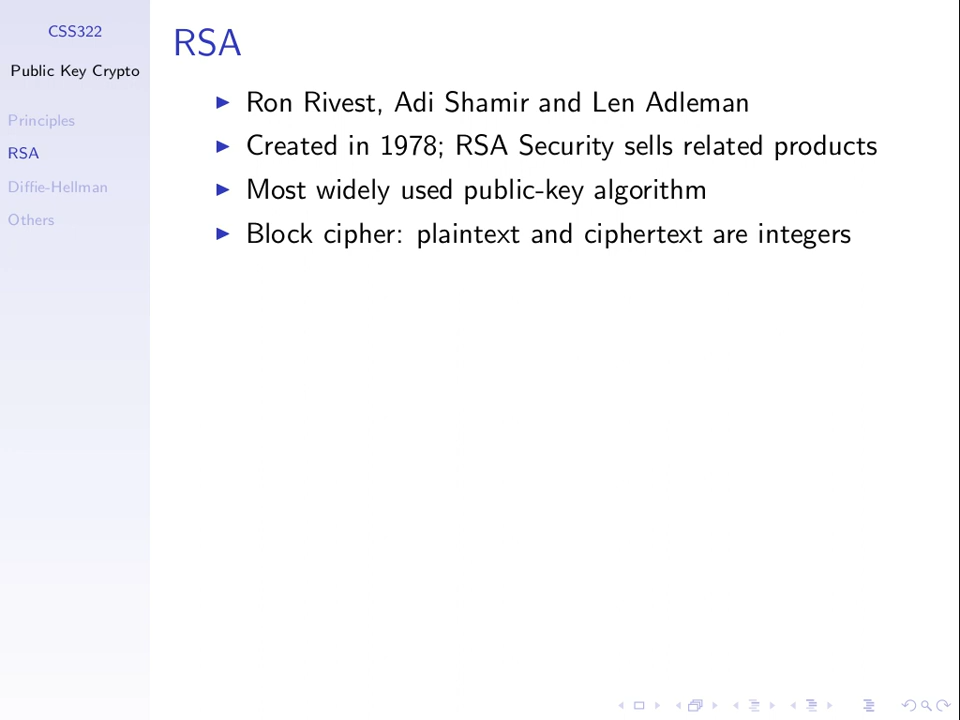 CSS322
Public Key Crypto
Principles
RSA
Diffie-Hellman
Others
RSA
Ron Rivest, Adi Shamir and Len Adleman
Created in 1978; RSA Security sells related products
Most widely used public-key algorithm
Block cipher: plaintext and ciphertext are integers